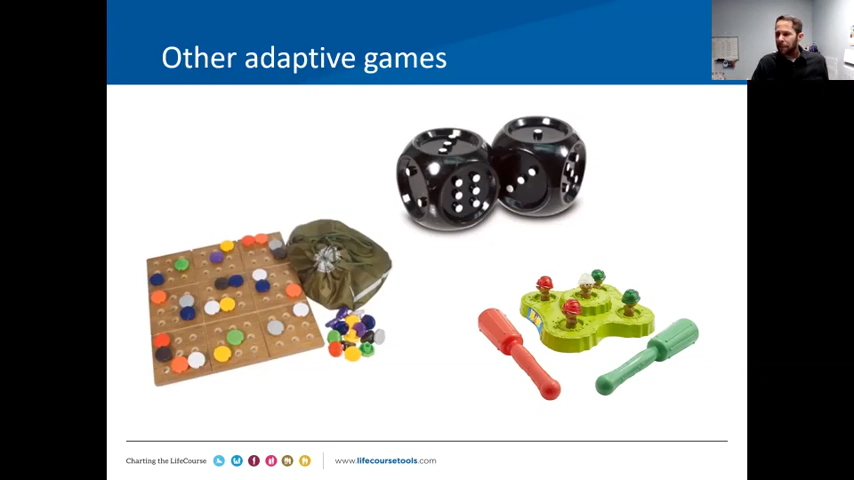 Other adaptive games
Charting the LifeCourse
www.lifecoursetools.com